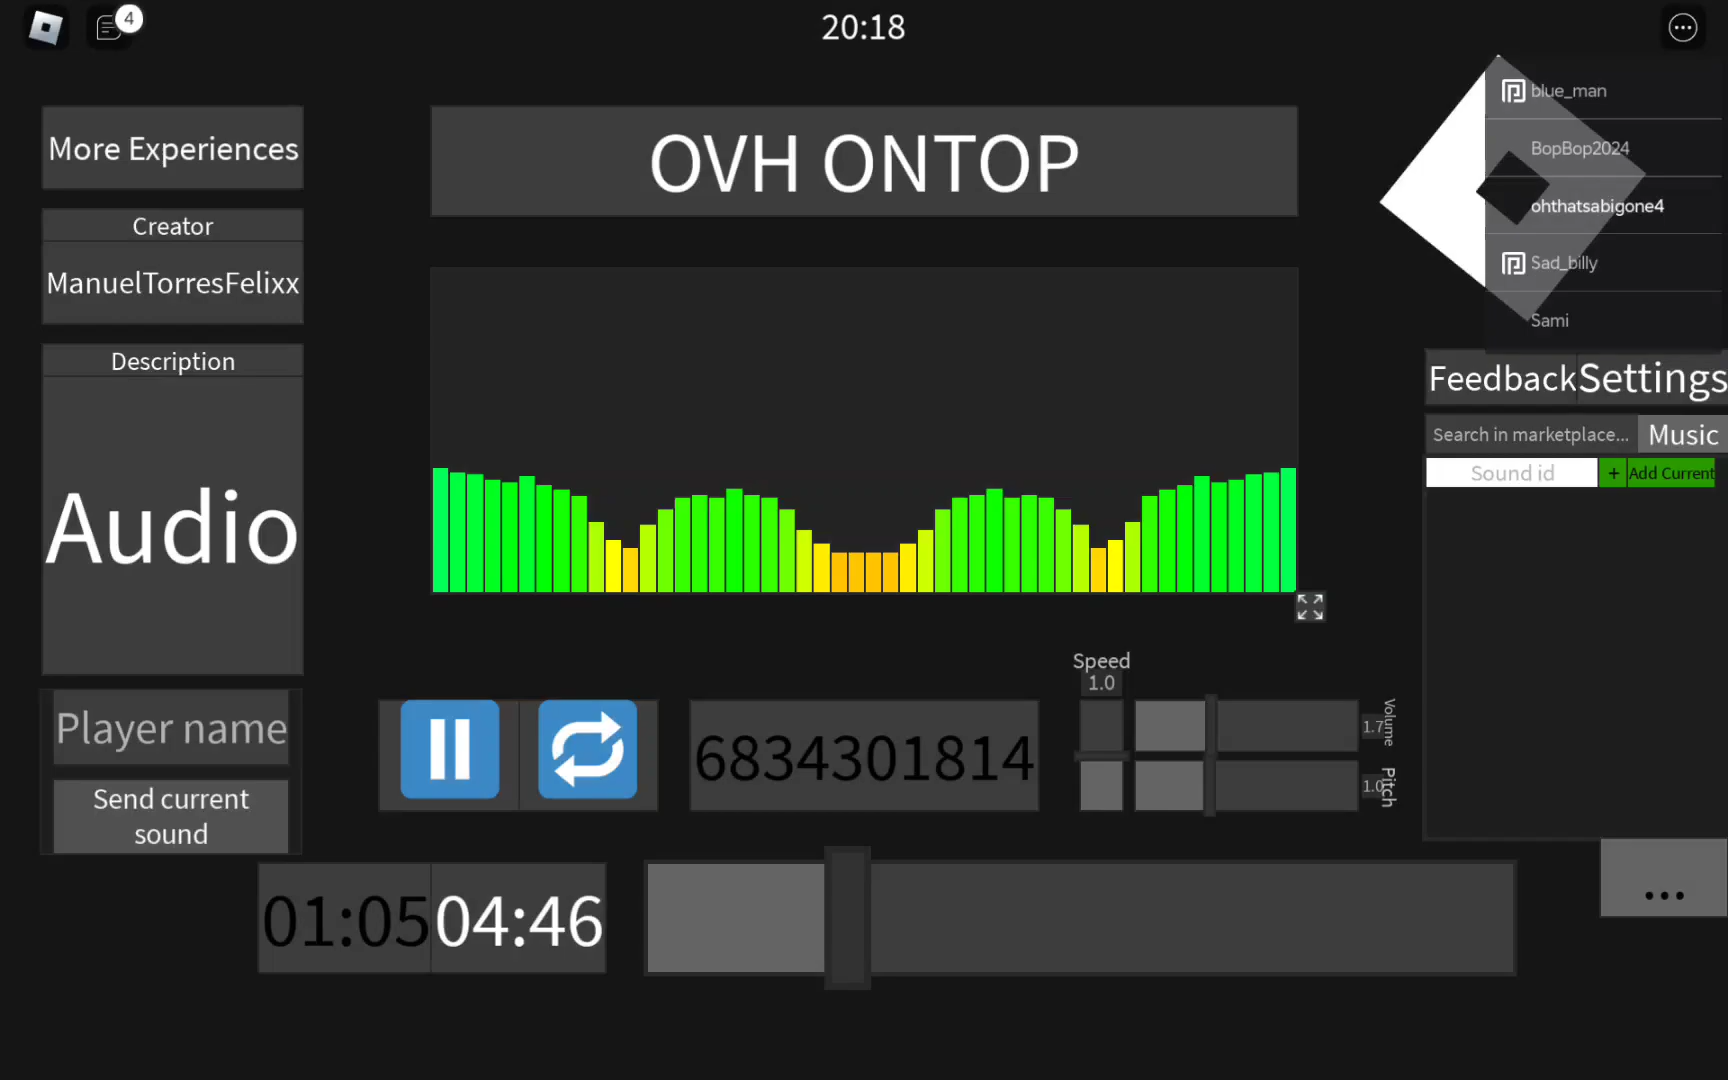 4
20:18
More Experiences
OVH ONTOP
Creator
ManuelTorresFelixx
Description
Audio
Player name
Send current
sound
blue_man
BopBop2024
ohthatsabigone4
Sad_billy
Sami
Feedback
Settings
Search in marketplace...
Music
Sound id
+
Add Current
6834301814
Speed
1.0
1.7
Volume
1.0
Pitch
01:05
04:46
...